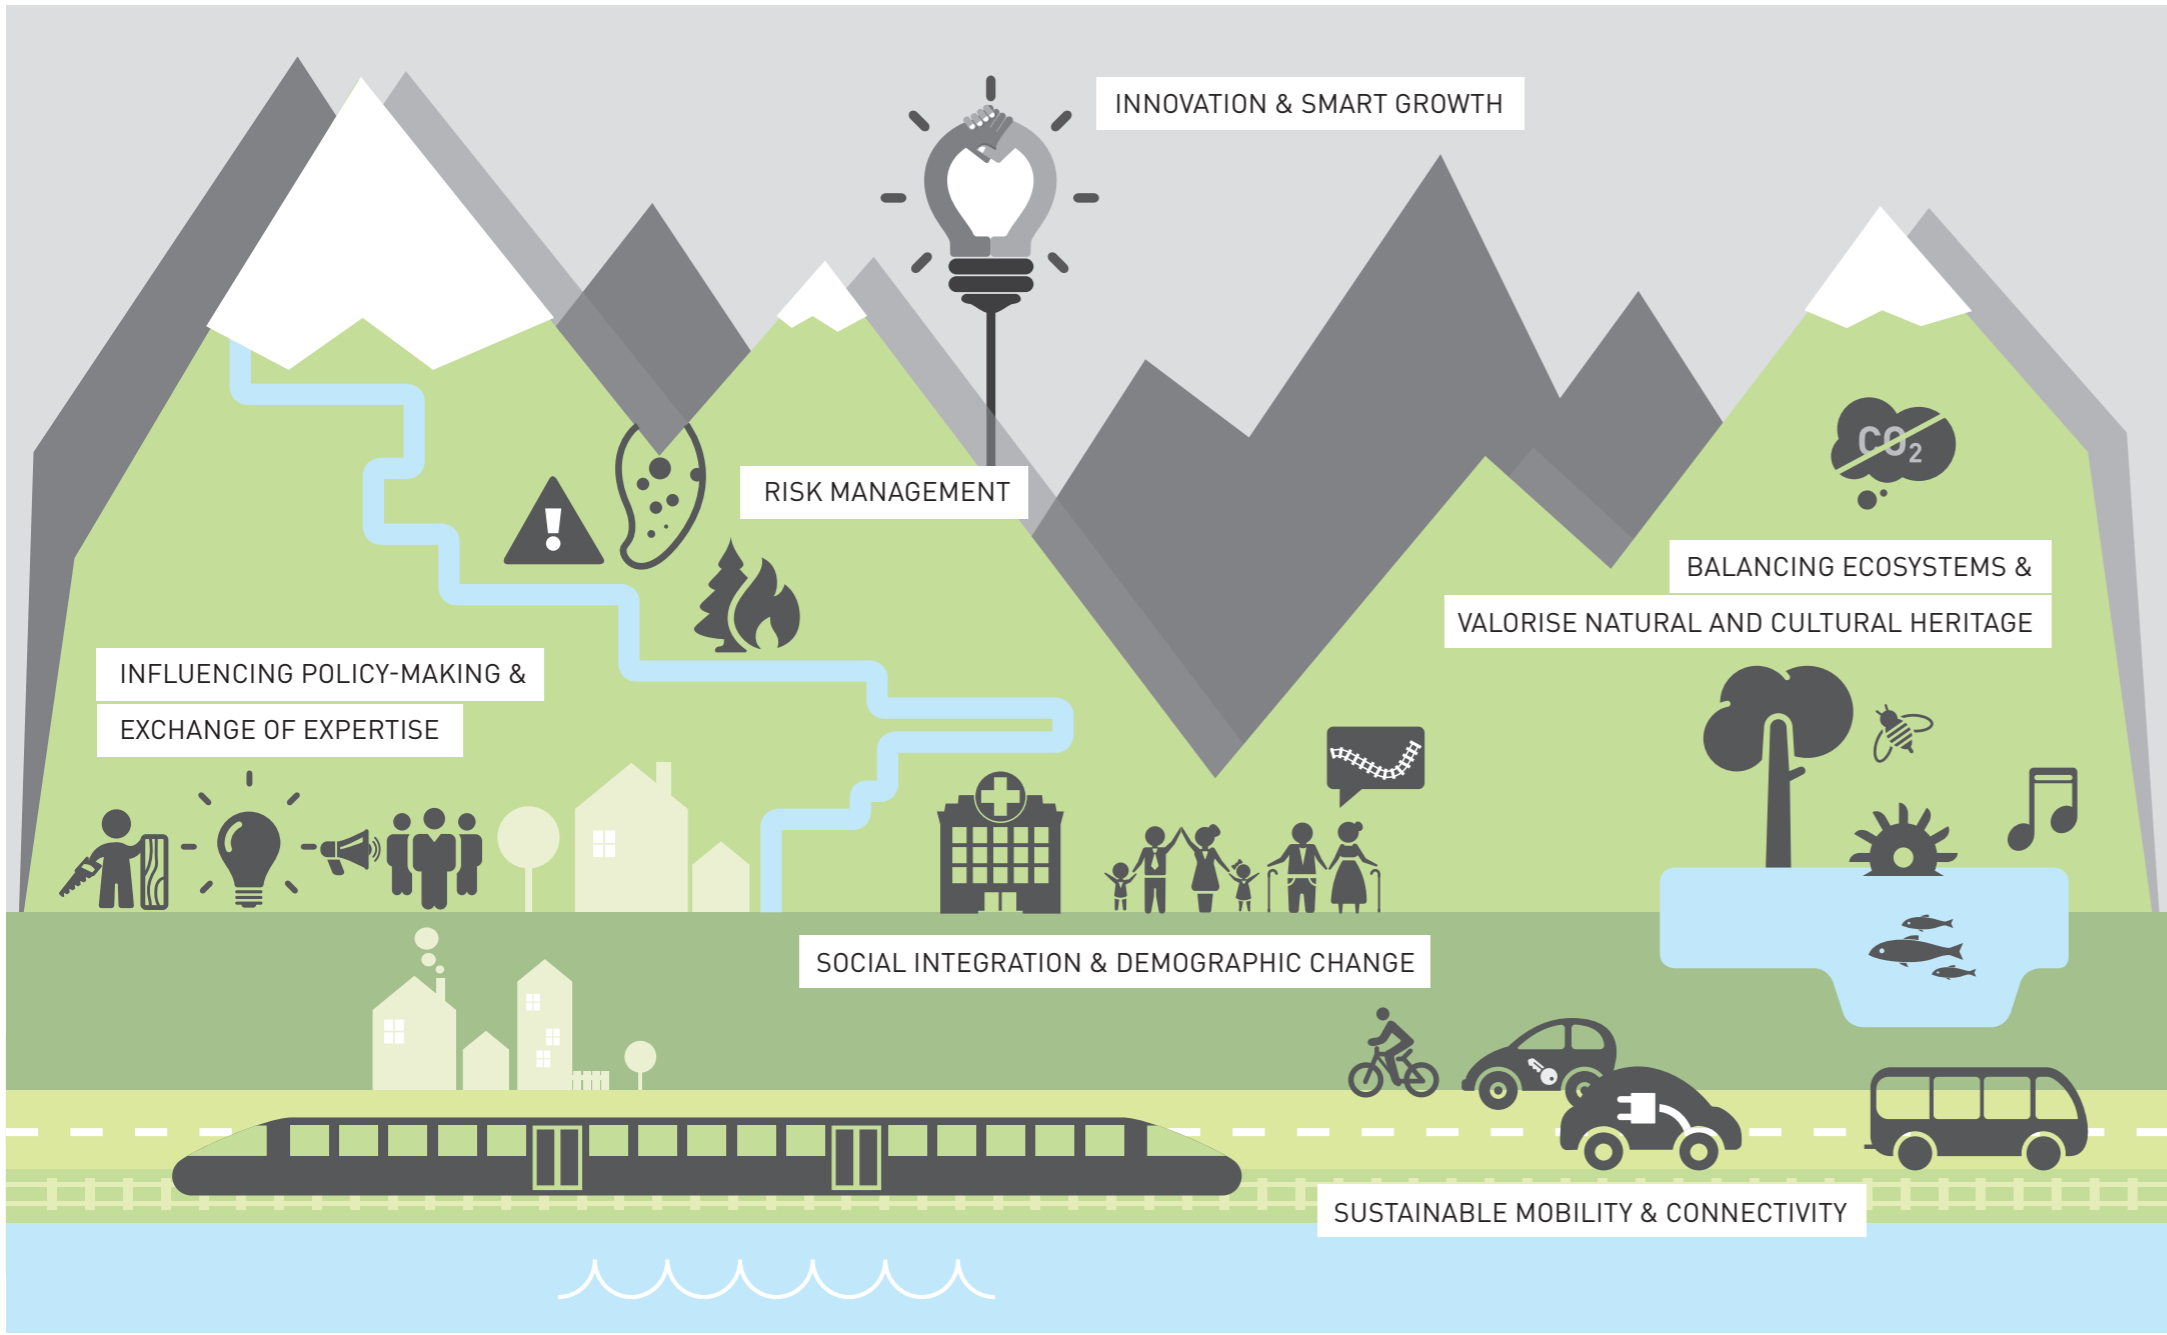 INNOVATION & SMART GROWTH
RISK MANAGEMENT
!
CO2
BALANCING ECOSYSTEMS &
VALORISE NATURAL AND CULTURAL HERITAGE
INFLUENCING POLICY-MAKING &
EXCHANGE OF EXPERTISE
SOCIAL INTEGRATION & DEMOGRAPHIC CHANGE
SUSTAINABLE MOBILITY & CONNECTIVITY